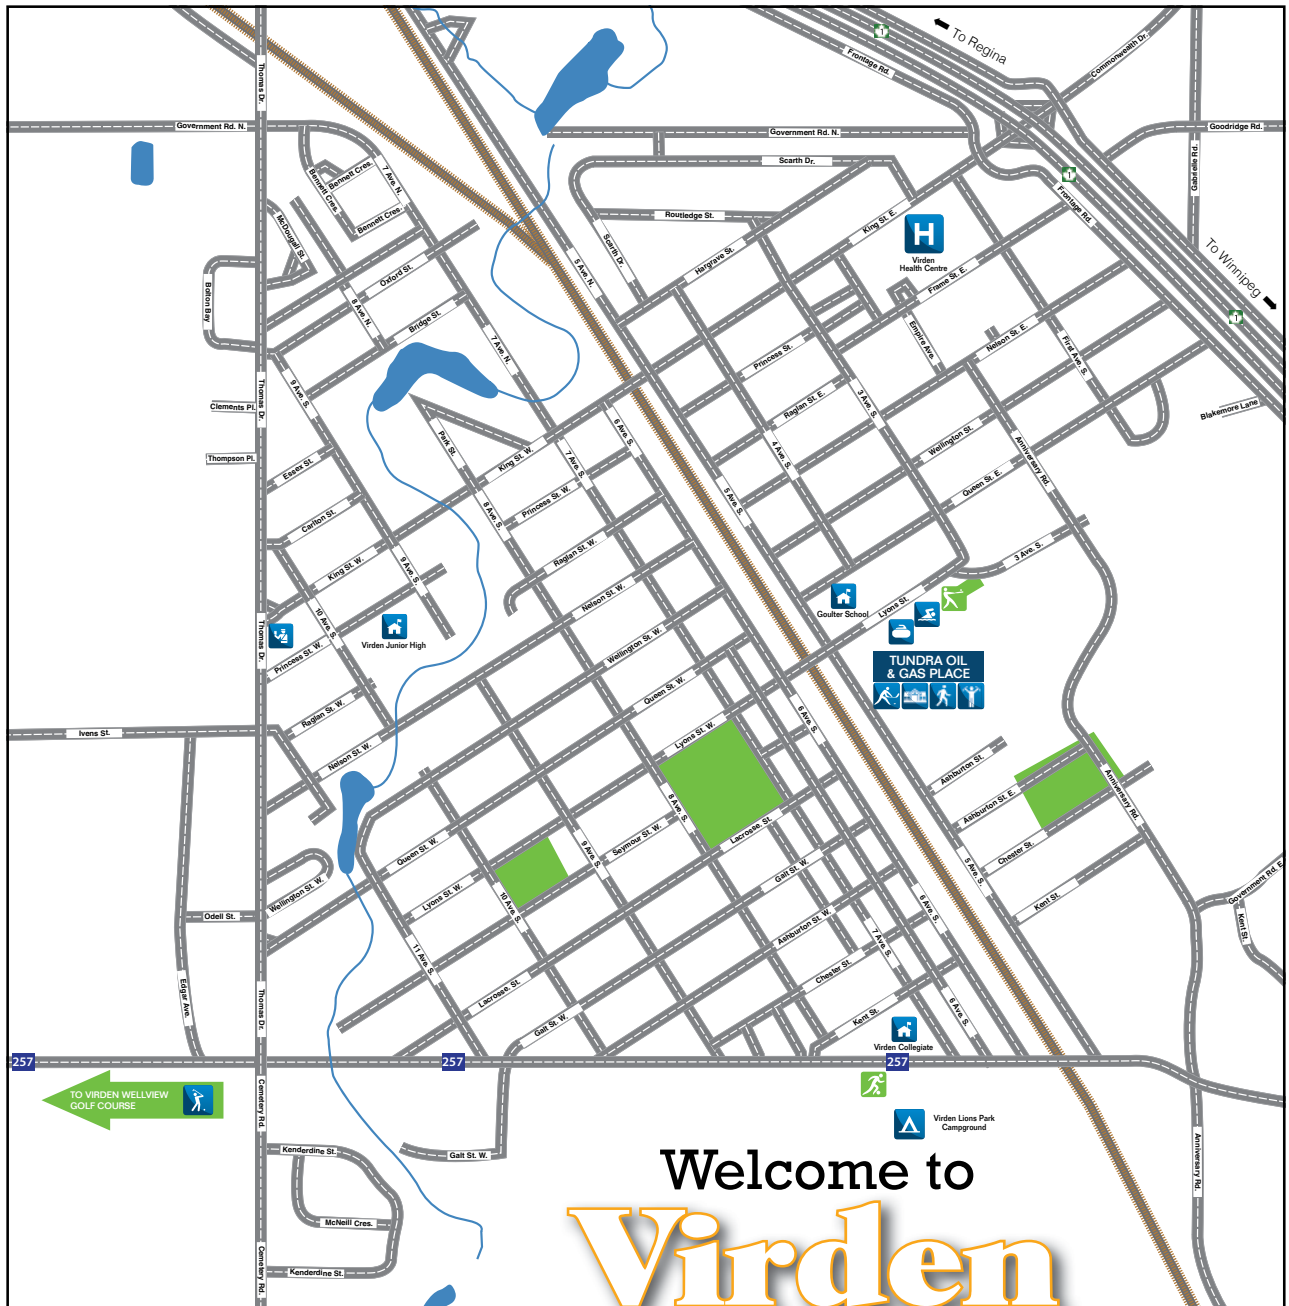 To Regina
1
Commonwealth Dr.
Frontage Rd.
Thomas Dr.
Government Rd. N.
Government Rd. N.
Goodridge Rd.
Gabrielle Rd.
Scarth Dr.
Bennett Cres.
Bennett Cres.
Bennett Cres.
7 Ave. N.
1
Frontage Rd.
Routledge St.
King St. E.
H
Virden
Health Centre
McDougall St.
Scarth Dr.
Hargrave St.
5 Ave. N.
To Winnipeg
1
Bolton Bay
Oxford St.
8 Ave. N.
Bridge St.
7 Ave. N.
Frame St. E.
Empire Ave.
Nelson St. E.
First Ave. S.
Princess St.
Raglan St. E.
3 Ave. S.
Thomas Dr.
9 Ave. S.
Clements Pl.
Blakemore Lane
Thompson Pl.
Essex St.
Park St.
King St. W.
7 Ave. S.
6 Ave. S.
4 Ave. S.
Wellington St.
Anniversary Rd.
Queen St. E.
Carlton St.
8 Ave. S.
Princess St. W.
5 Ave. S.
King St. W.
9 Ave. S.
Raglan St. W.
3 Ave. S.
Nelson St. W.
Goulter School
Lyons St.
10 Ave. S.
Virden Junior High
Thomas Dr.
Princess St. W.
Wellington St. W.
TUNDRA OIL
& GAS PLACE
Queen St. W.
Raglan St. W.
6 Ave. S.
Ivens St.
Nelson St. W.
Lyons St. W.
Ashburton St.
Ashburton St. E.
Anniversary Rd.
8 Ave. S.
Lacrosse. St.
Seymour St. W.
9 Ave. S.
Queen St. W.
Chester St.
5 Ave. S.
Galt St. W.
Wellington St. W.
Lyons St. W.
10 Ave. S.
Kent St.
Government Rd. E.
Kent St.
Odell St.
6 Ave. S.
Ashburton St. W.
7 Ave. S.
11 Ave. S.
Chester St.
Edgar Ave.
Thomas Dr.
Lacrosse. St.
Galt St. W.
Kent St.
6 Ave. S.
Virden Collegiate
257
257
257
TO VIRDEN WELLVIEW
GOLF COURSE
Cemetery Rd.
Virden Lions Park
Campground
Kenderdine St.
Galt St. W.
Anniversary Rd.
McNeill Cres.
Cemetery Rd.
Kenderdine St.
Welcome to
Virden